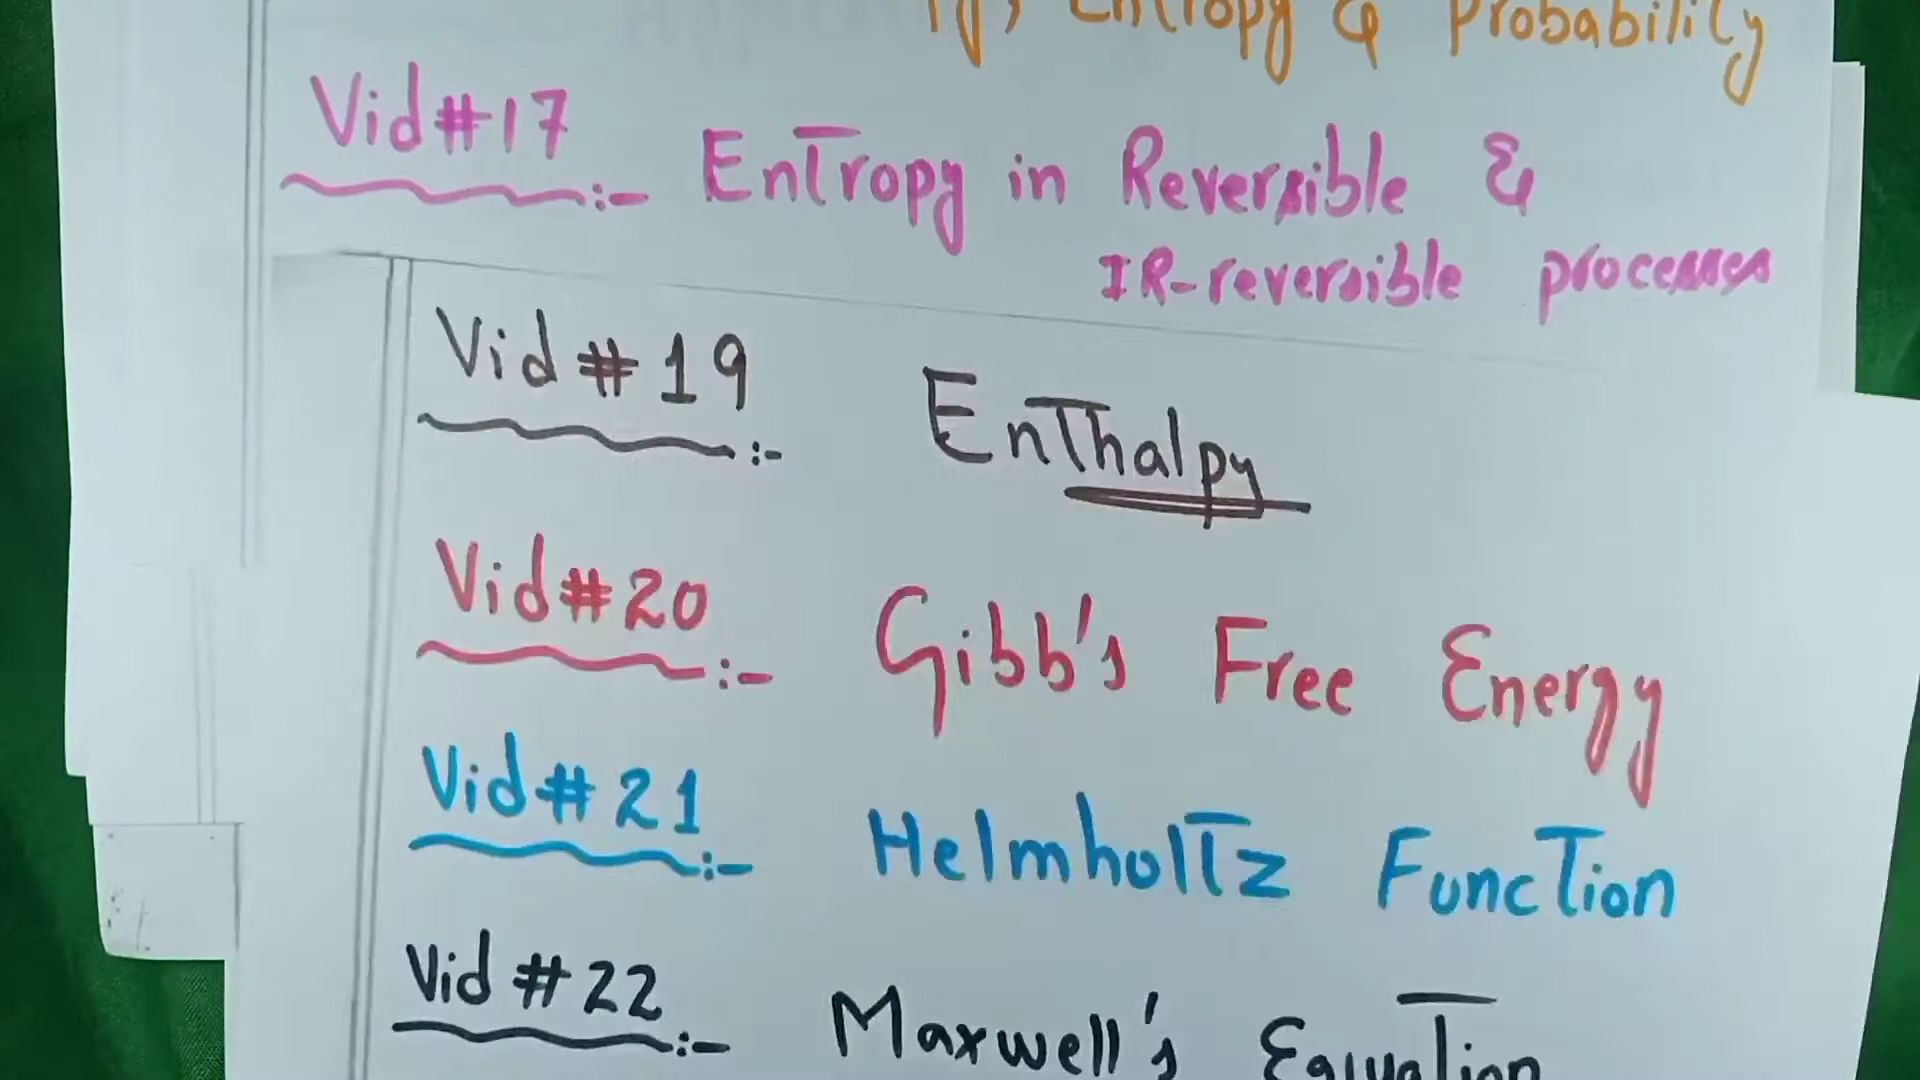 Entropy & Probability
Vid#17 :- Entropy in Reversible &
IR-reversible processes
Vid #19 :- Enthalpy
Vid#20 :- Gibb's Free Energy
Vid#21 :- Helmholtz Function
Vid #22 :- Maxwell's Equation